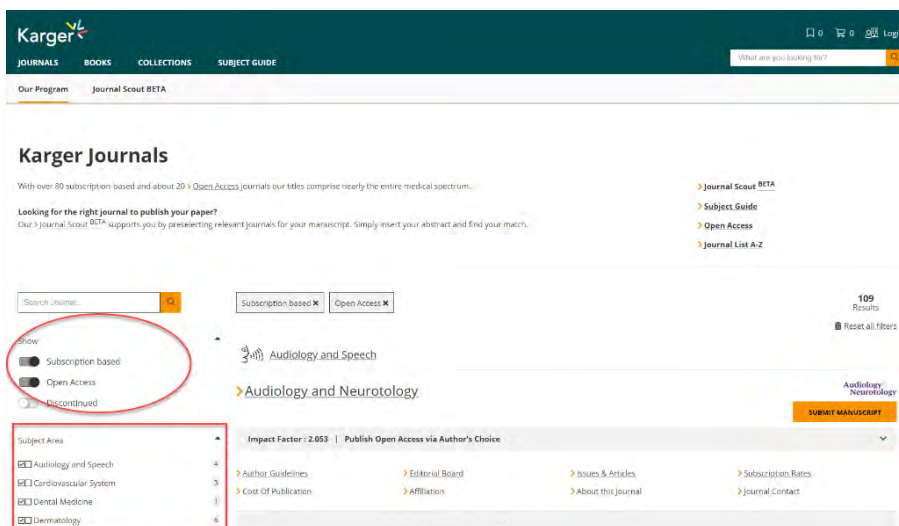 Karger
0 0 Logi
JOURNALS BOOKS COLLECTIONS SUBJECT GUIDE
What are you looking for?
Our Program Journal Scout BETA
Karger Journals
With over 80 subscription-based and about 20 Open Access journals our titles comprise nearly the entire medical spectrum.
Looking for the right journal to publish your paper?
Our Journal Scout BETA supports you by preselecting relevant journals for your manuscript. Simply insert your abstract and find your match.
Journal Scout BETA
Subject Guide
Open Access
Journal List A-Z
Search Journal...
Subscription based × Open Access ×
109
Results
Reset all filters
Show
Subscription based
Open Access
Discontinued
Subject Area
Audiology and Speech 4
Cardiovascular System
Dental Medicine 1
Dermatology 6
Audiology and Speech
Audiology and Neurotology
Audiology
Neurotology
SUBMIT MANUSCRIPT
Impact Factor : 2.053 | Publish Open Access via Author's Choice
Author Guidelines Editorial Board Issues & Articles Subscription Rates
Cost Of Publication Affiliation About this Journal Journal Contact